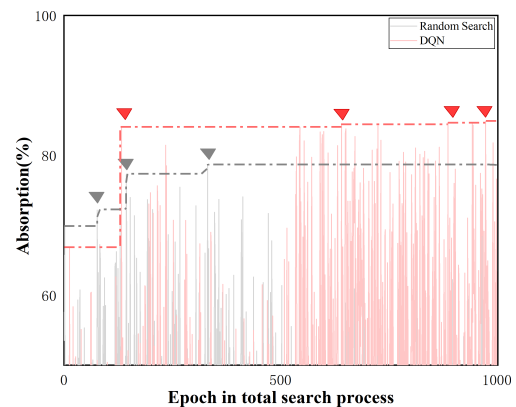 100
Random Search
DQN
80
60
Absorption(%)
0
500
1000
Epoch in total search process